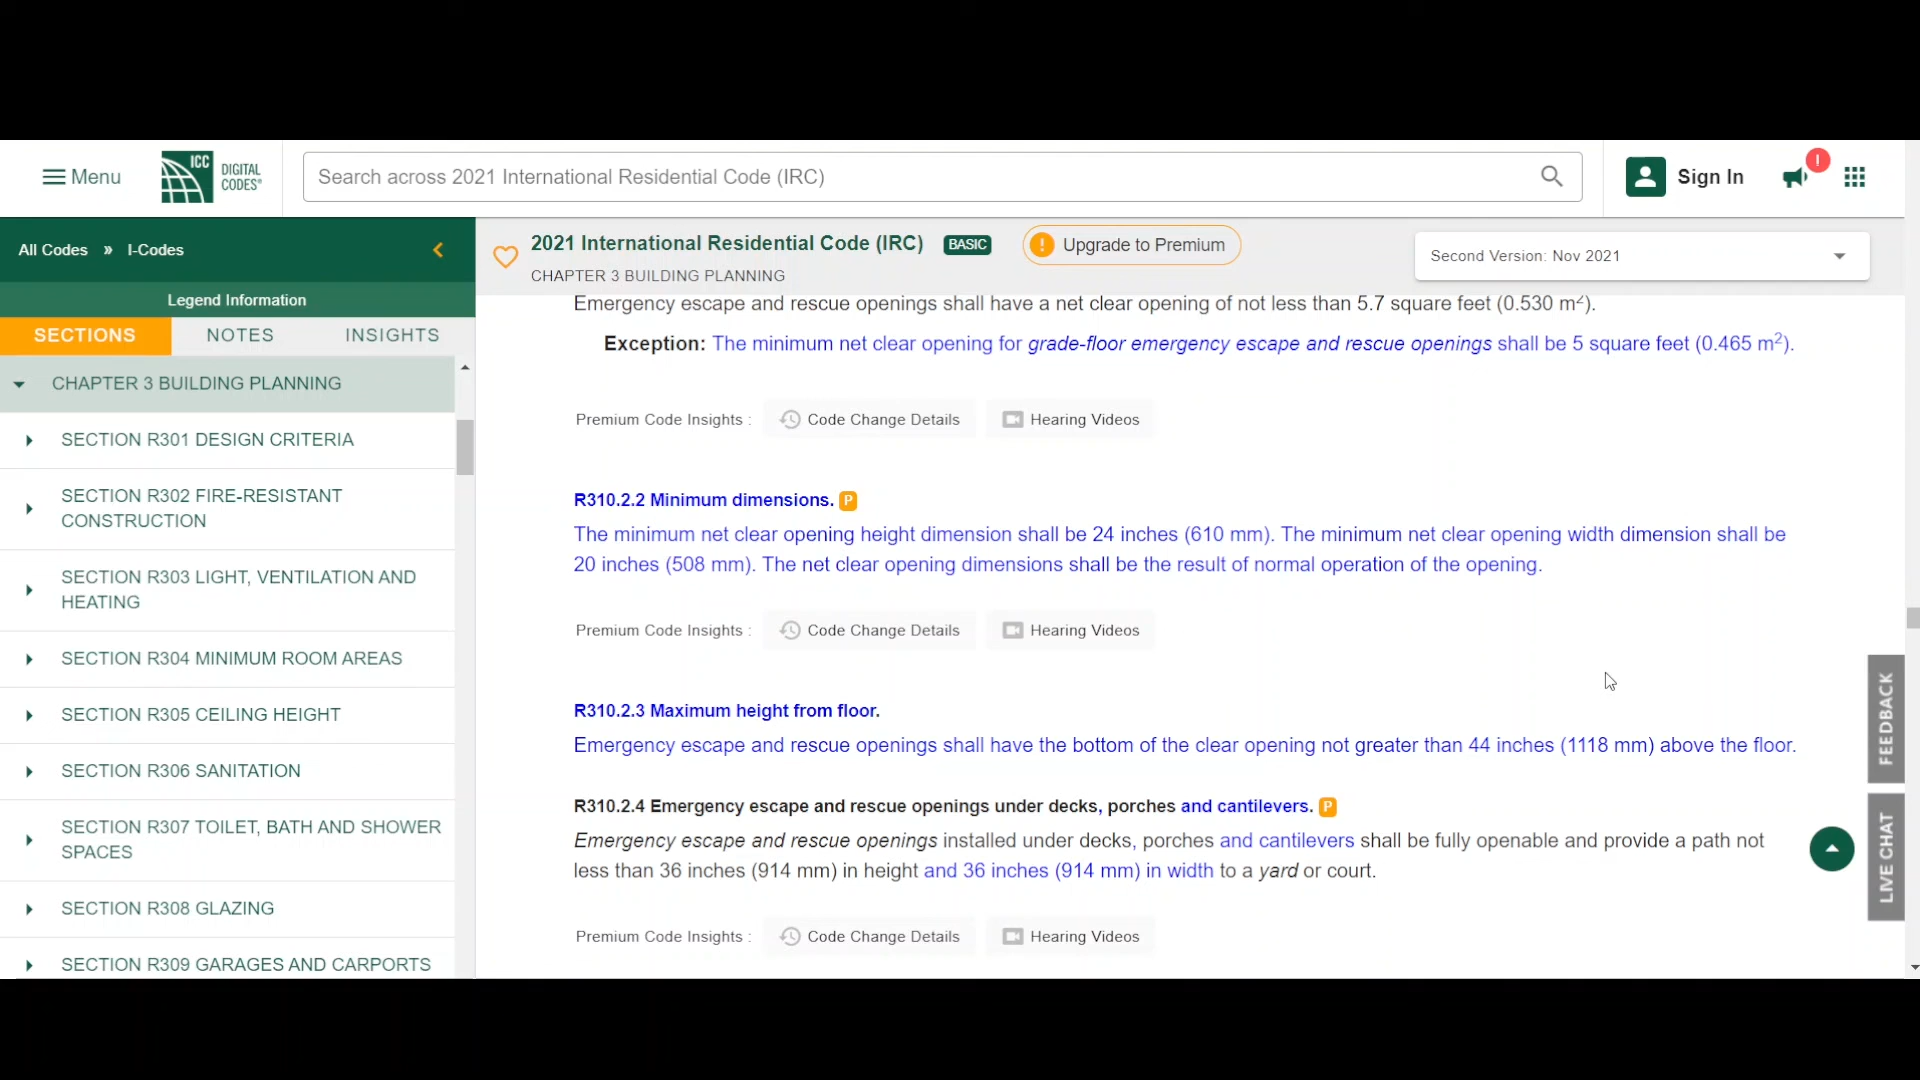 Menu
ICC
DIGITAL
CODES®
Search across 2021 International Residential Code (IRC)
Sign In
!
All Codes » I-Codes
Legend Information
SECTIONS
NOTES
INSIGHTS
CHAPTER 3 BUILDING PLANNING
SECTION R301 DESIGN CRITERIA
SECTION R302 FIRE-RESISTANT
CONSTRUCTION
SECTION R303 LIGHT, VENTILATION AND
HEATING
SECTION R304 MINIMUM ROOM AREAS
SECTION R305 CEILING HEIGHT
SECTION R306 SANITATION
SECTION R307 TOILET, BATH AND SHOWER
SPACES
SECTION R308 GLAZING
SECTION R309 GARAGES AND CARPORTS
2021 International Residential Code (IRC) BASIC
! Upgrade to Premium
CHAPTER 3 BUILDING PLANNING
Second Version: Nov 2021
Emergency escape and rescue openings shall have a net clear opening of not less than 5.7 square feet (0.530 m²).
Exception: The minimum net clear opening for grade-floor emergency escape and rescue openings shall be 5 square feet (0.465 m²).
Premium Code Insights : Code Change Details Hearing Videos
R310.2.2 Minimum dimensions. P
The minimum net clear opening height dimension shall be 24 inches (610 mm). The minimum net clear opening width dimension shall be
20 inches (508 mm). The net clear opening dimensions shall be the result of normal operation of the opening.
Premium Code Insights : Code Change Details Hearing Videos
R310.2.3 Maximum height from floor.
Emergency escape and rescue openings shall have the bottom of the clear opening not greater than 44 inches (1118 mm) above the floor.
R310.2.4 Emergency escape and rescue openings under decks, porches and cantilevers. P
Emergency escape and rescue openings installed under decks, porches and cantilevers shall be fully openable and provide a path not
less than 36 inches (914 mm) in height and 36 inches (914 mm) in width to a yard or court.
Premium Code Insights : Code Change Details Hearing Videos
FEEDBACK
LIVE CHAT